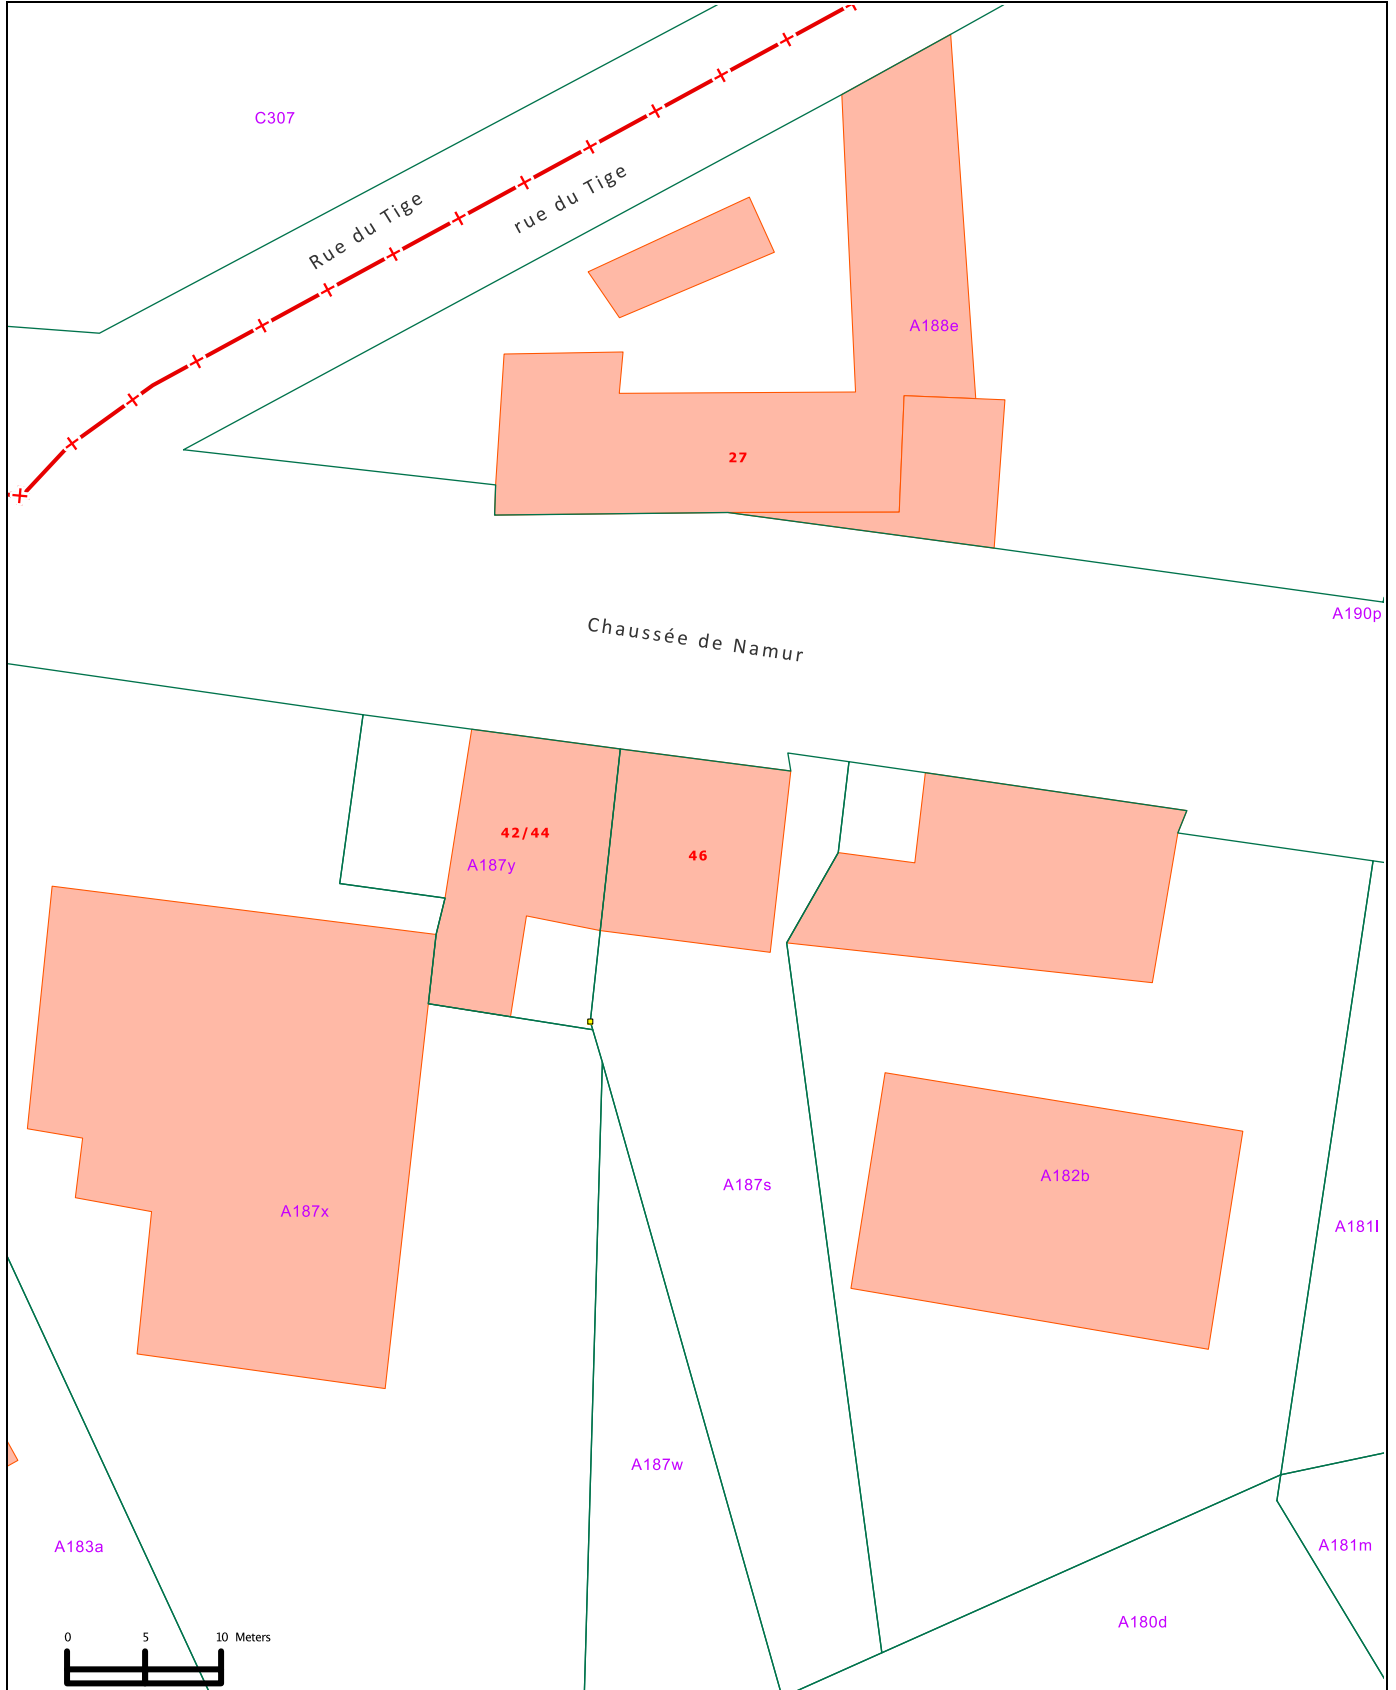 C307
Rue du Tige
rue du Tige
A188e
27
A190p
Chaussée de Namur
42/44
A187y
46
A187s
A182b
A187x
A181l
A187w
A183a
A181m
A180d
0 5 10 Meters